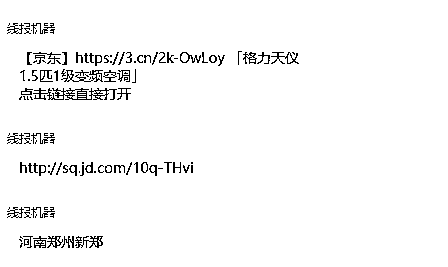 线报机器
【京东】https://3.cn/2k-OwLoy 「格力天仪
1.5匹1级变频空调」
点击链接直接打开
线报机器
http://sq.jd.com/10q-THvi
线报机器
河南郑州新郑